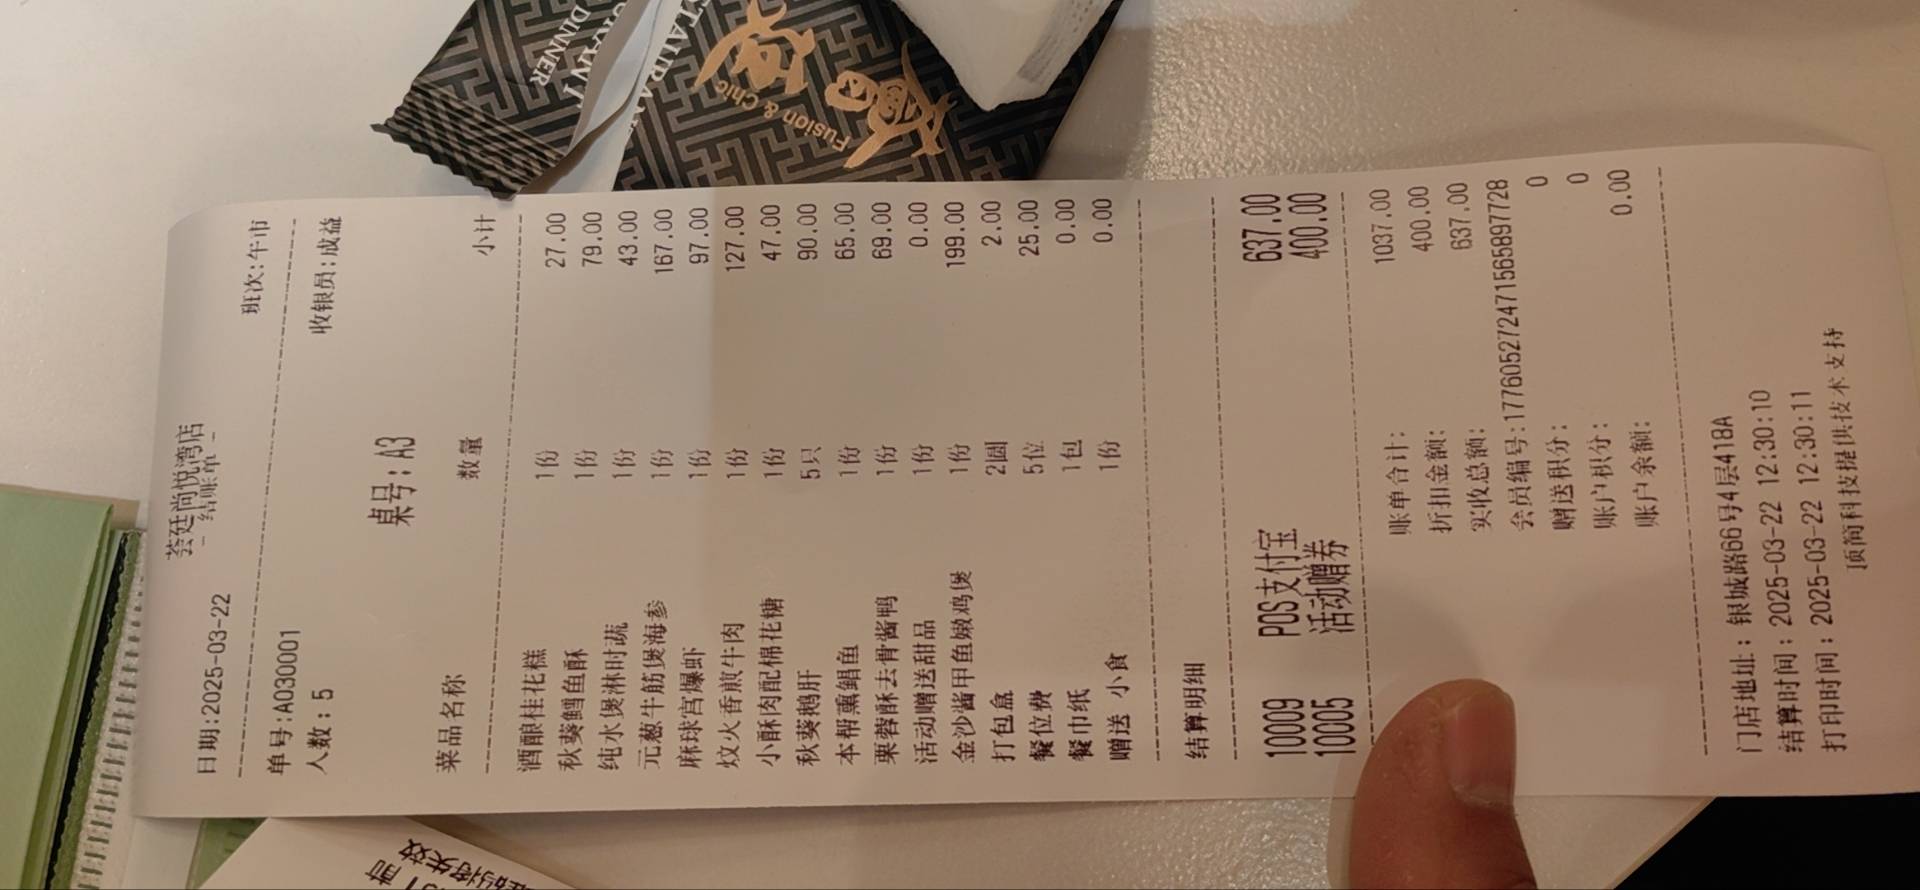 荟廷尚悦湾店
- 结账单 -
日期:2025-03-22 班次:午市
单号:A030001 收银员:成益
人数:5
桌号:A3
菜品名称 数量 小计
酒酿桂花糕 1份 27.00
秋葵鳕鱼酥 1份 79.00
纯水煲淋时蔬 1份 43.00
元葱牛筋煲海参 1份 167.00
麻球宫爆虾 1份 97.00
炆火香煎牛肉 1份 127.00
小酥肉配棉花糖 1份 47.00
秋葵鹅肝 5只 90.00
本帮熏鲳鱼 1份 65.00
栗蓉酥去骨酱鸭 1份 69.00
活动赠送甜品 1份 0.00
金沙酱甲鱼嫩鸡煲 1份 199.00
打包盒 2圆 2.00
餐位费 5位 25.00
餐巾纸 1包 0.00
赠送 小食 1份 0.00
结算明细
10009 POS支付宝 637.00
10005 活动赠券 400.00
账单合计: 1037.00
折扣金额: 400.00
实收总额: 637.00
会员编号:1776052724715658977​28
赠送积分: 0
账户积分: 0
账户余额: 0.00
门店地址:银城路66号4层418A
结算时间:2025-03-22 12:30:10
打印时间:2025-03-22 12:30:11
顶简科技提供技术支持
DINNER
Fusion & Chic